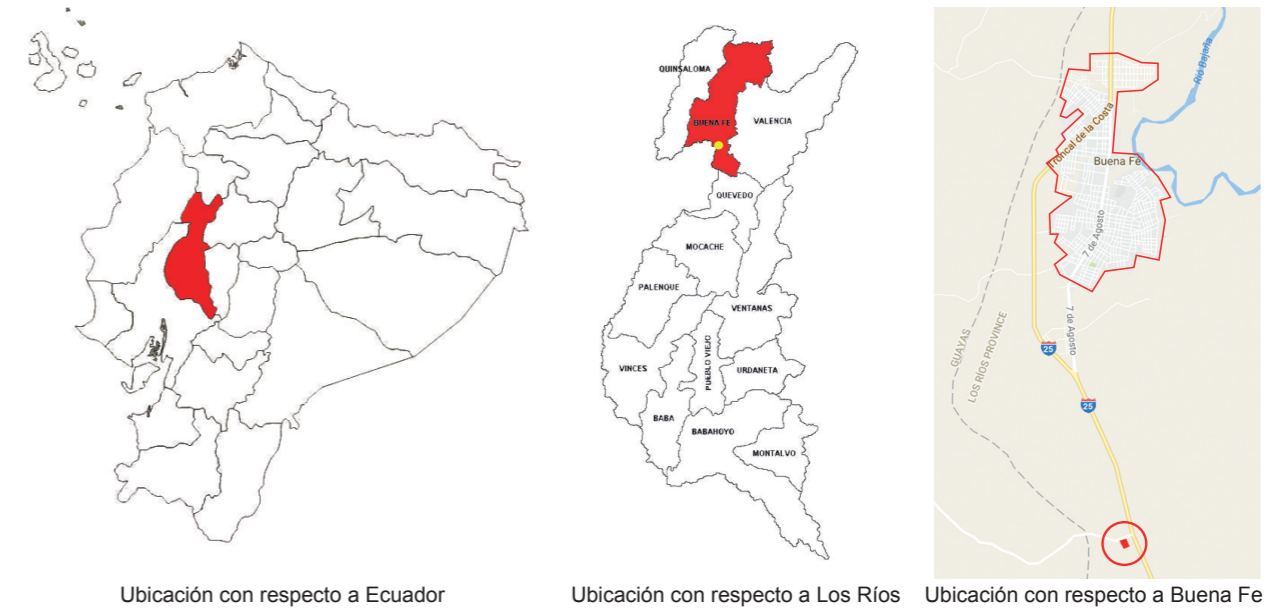 QUINSALOMA
BUENA FE
VALENCIA
QUEVEDO
MOCACHE
PALENQUE
VENTANAS
PUEBLO VIEJO
VINCES
URDANETA
BABA
BABAHOYO
MONTALVO
Río Bajaña
Troncal de la Costa
Buena Fe
7 de Agosto
7 de Agosto
GUAYAS
LOS RÍOS PROVINCE
25
25
Ubicación con respecto a Ecuador
Ubicación con respecto a Los Ríos
Ubicación con respecto a Buena Fe